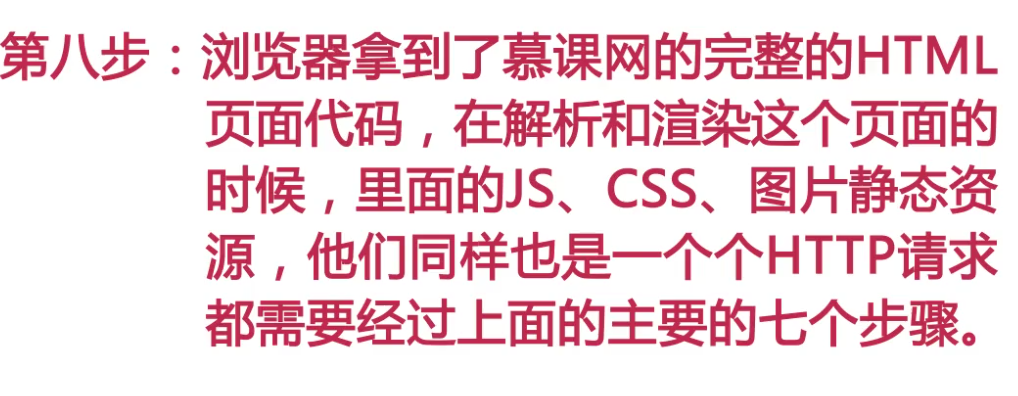 第八步：浏览器拿到了慕课网的完整的HTML
页面代码，在解析和渲染这个页面的
时候，里面的JS、CSS、图片静态资
源，他们同样也是一个个HTTP请求
都需要经过上面的主要的七个步骤。